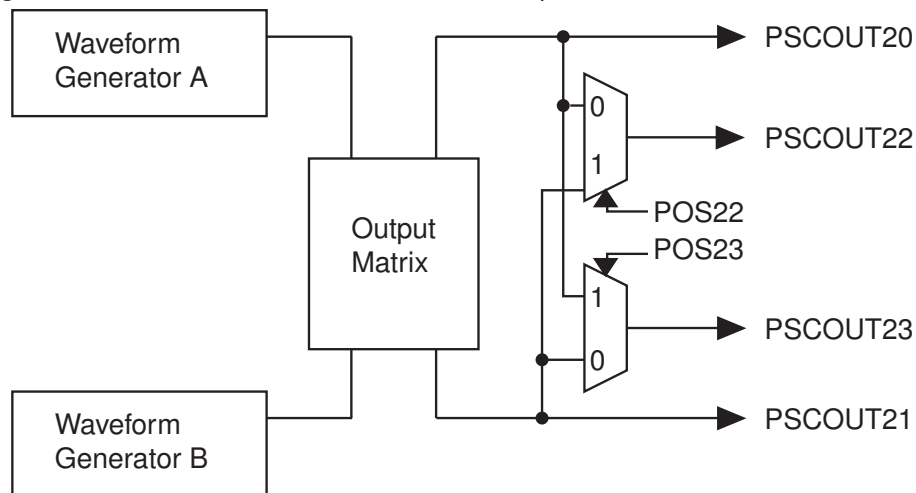 Waveform
Generator A
PSCOUT20
0
PSCOUT22
1
POS22
Output
Matrix
POS23
1
PSCOUT23
0
Waveform
Generator B
PSCOUT21